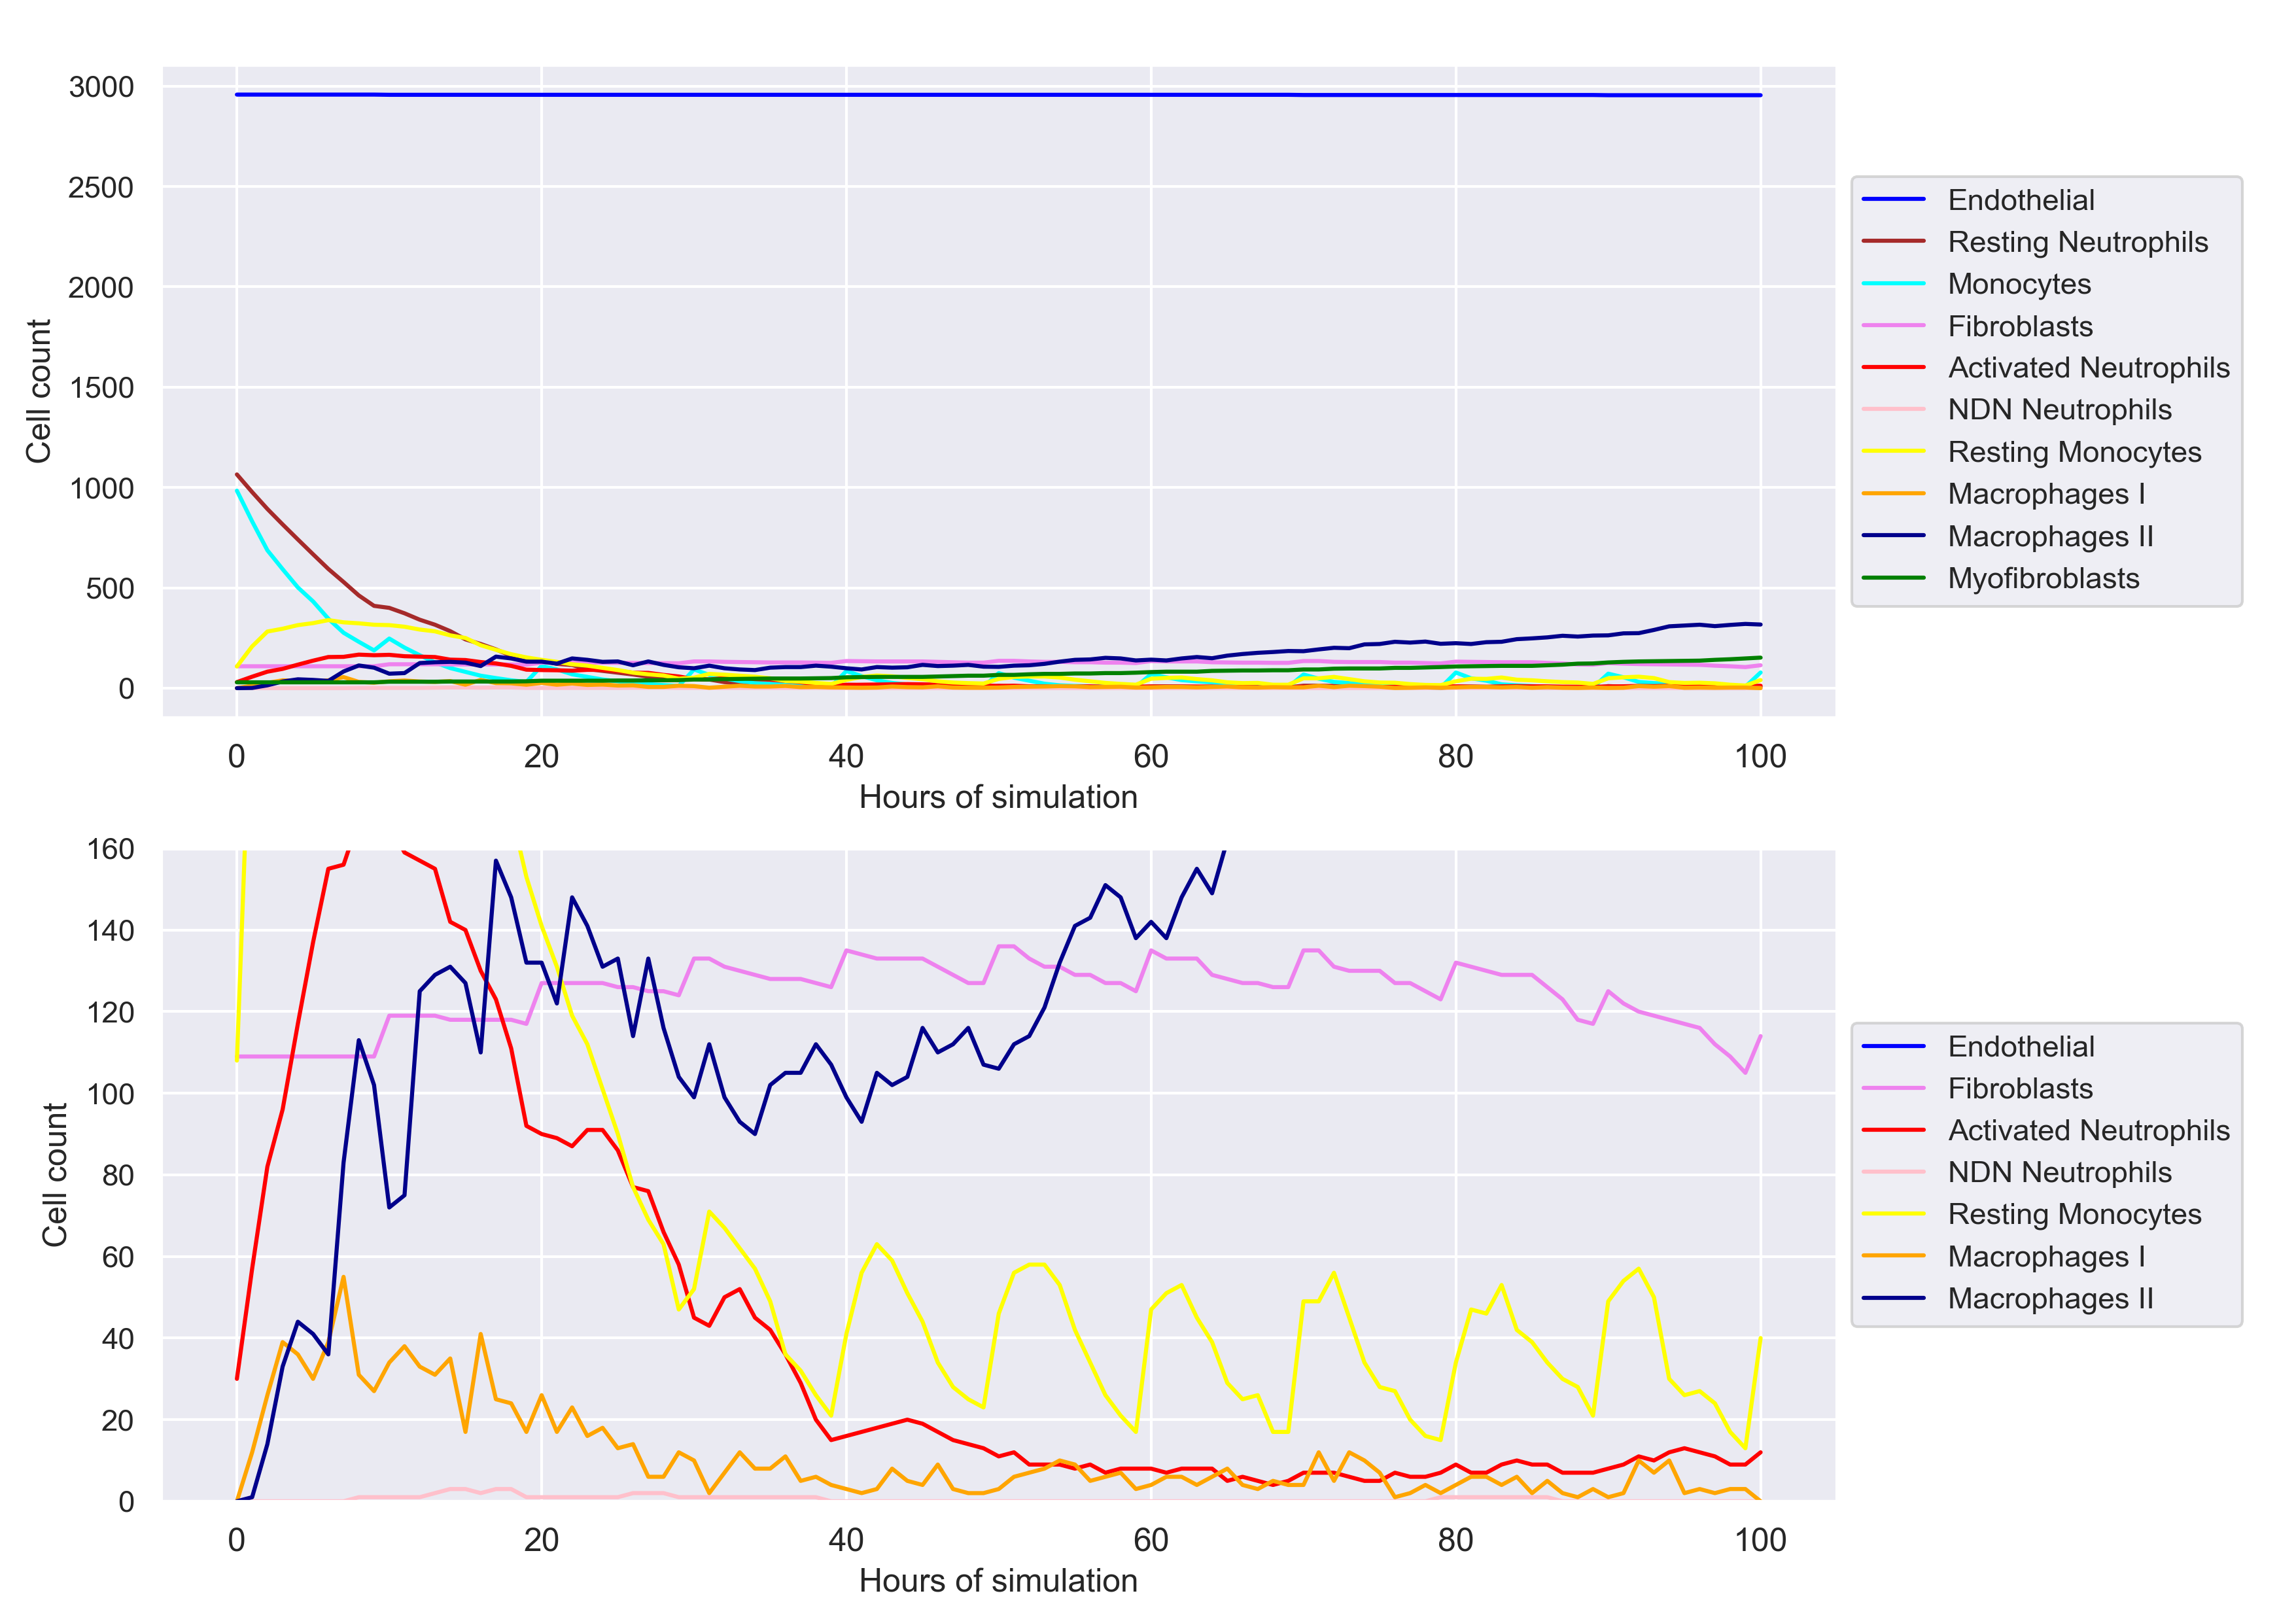 3000
2500
2000
1500
1000
500
0
Cell count
0 20 40 60 80 100
Hours of simulation
Endothelial
Resting Neutrophils
Monocytes
Fibroblasts
Activated Neutrophils
NDN Neutrophils
Resting Monocytes
Macrophages I
Macrophages II
Myofibroblasts
160
140
120
100
80
60
40
20
0
Cell count
0 20 40 60 80 100
Hours of simulation
Endothelial
Fibroblasts
Activated Neutrophils
NDN Neutrophils
Resting Monocytes
Macrophages I
Macrophages II